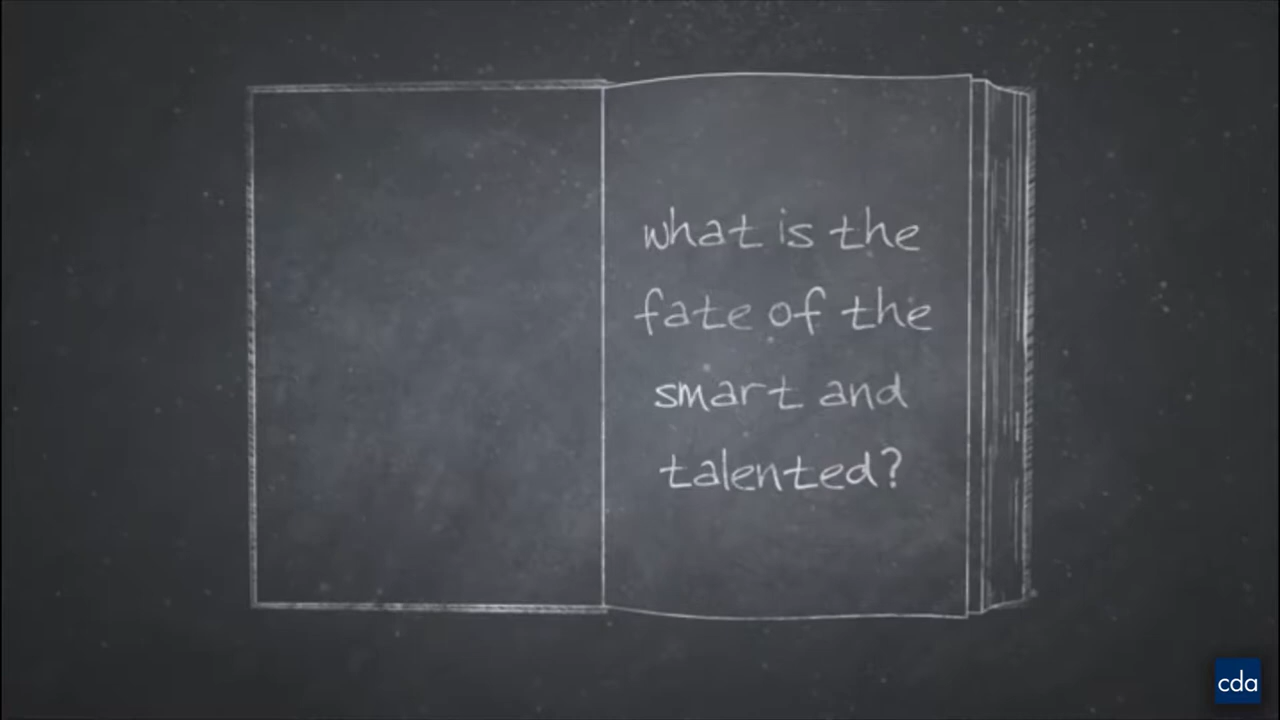 what is the
fate of the
smart and
talented?
cda